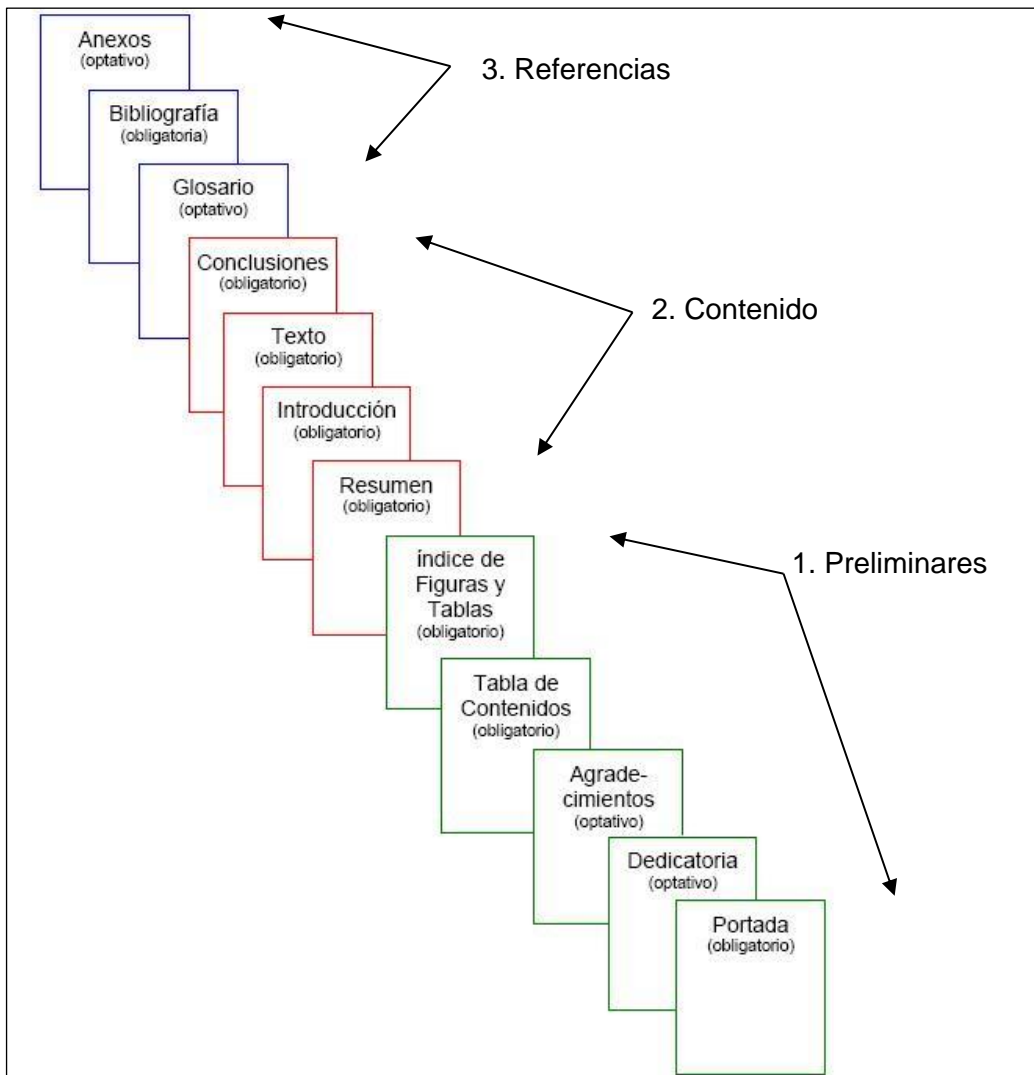 Anexos
(optativo)
3. Referencias
Bibliografía
(obligatoria)
Glosario
(optativo)
Conclusiones
(obligatorio)
2. Contenido
Texto
(obligatorio)
Introducción
(obligatorio)
Resumen
(obligatorio)
índice de
Figuras y
Tablas
(obligatorio)
1. Preliminares
Tabla de
Contenidos
(obligatorio)
Agrade-
cimientos
(optativo)
Dedicatoria
(optativo)
Portada
(obligatorio)